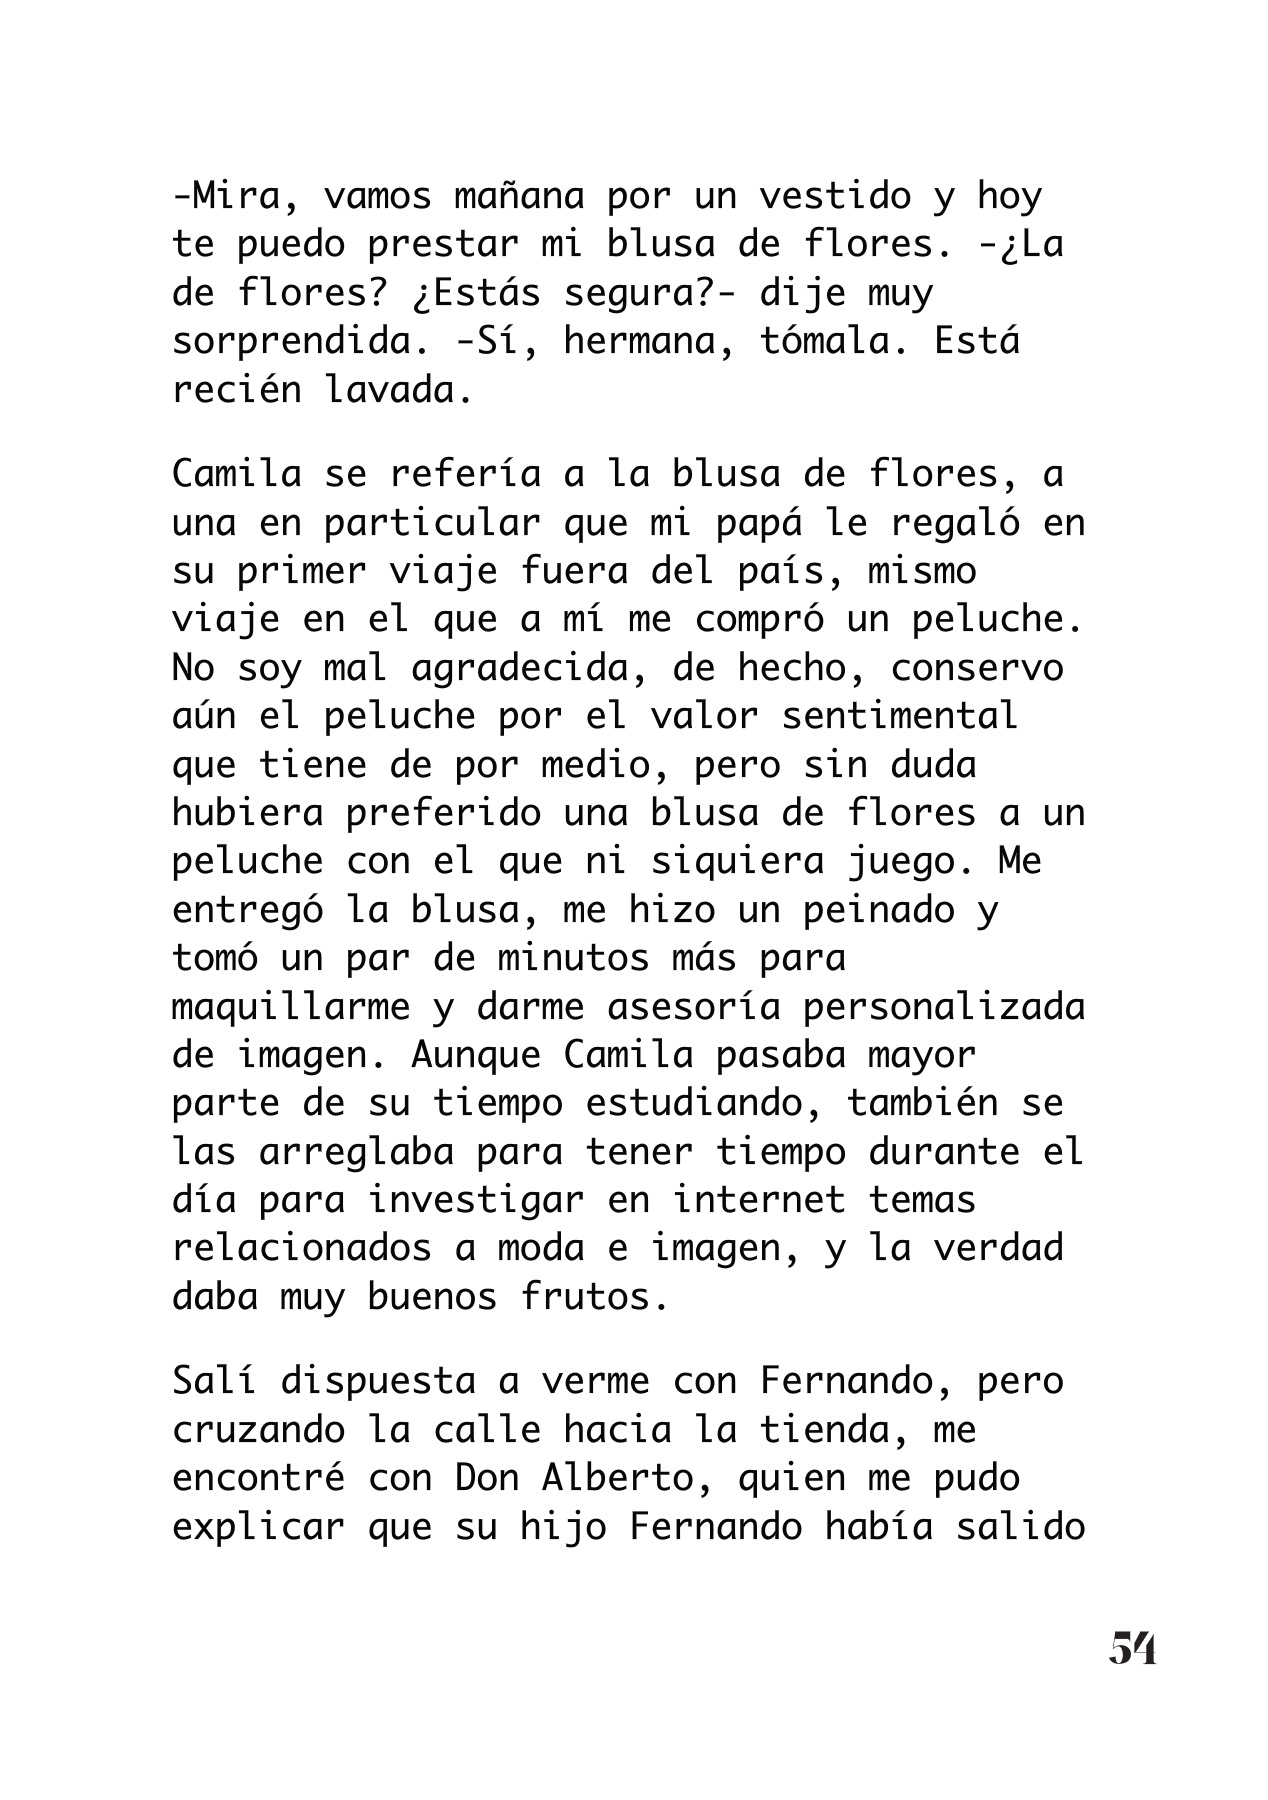 -Mira, vamos mañana por un vestido y hoy
te puedo prestar mi blusa de flores. -¿La
de flores? ¿Estás segura?- dije muy
sorprendida. -Sí, hermana, tómala. Está
recién lavada.
Camila se refería a la blusa de flores, a
una en particular que mi papá le regaló en
su primer viaje fuera del país, mismo
viaje en el que a mí me compró un peluche.
No soy mal agradecida, de hecho, conservo
aún el peluche por el valor sentimental
que tiene de por medio, pero sin duda
hubiera preferido una blusa de flores a un
peluche con el que ni siquiera juego. Me
entregó la blusa, me hizo un peinado y
tomó un par de minutos más para
maquillarme y darme asesoría personalizada
de imagen. Aunque Camila pasaba mayor
parte de su tiempo estudiando, también se
las arreglaba para tener tiempo durante el
día para investigar en internet temas
relacionados a moda e imagen, y la verdad
daba muy buenos frutos.
Salí dispuesta a verme con Fernando, pero
cruzando la calle hacia la tienda, me
encontré con Don Alberto, quien me pudo
explicar que su hijo Fernando había salido
54